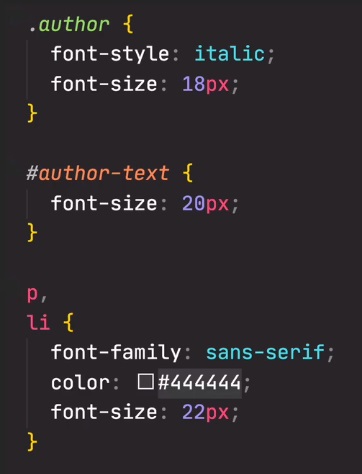 .author {
font-style: italic;
font-size: 18px;
}
#author-text {
font-size: 20px;
}
p,
li {
font-family: sans-serif;
color: #444444;
font-size: 22px;
}